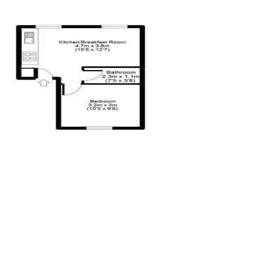 Kitchen/Breakfast Room
4.7m x 3.8m
(15'5 x 12'7)
Bathroom
2.3m x 1.1m
(7'5 x 3'8)
Bedroom
3.2m x 3m
(10'5 x 9'8)